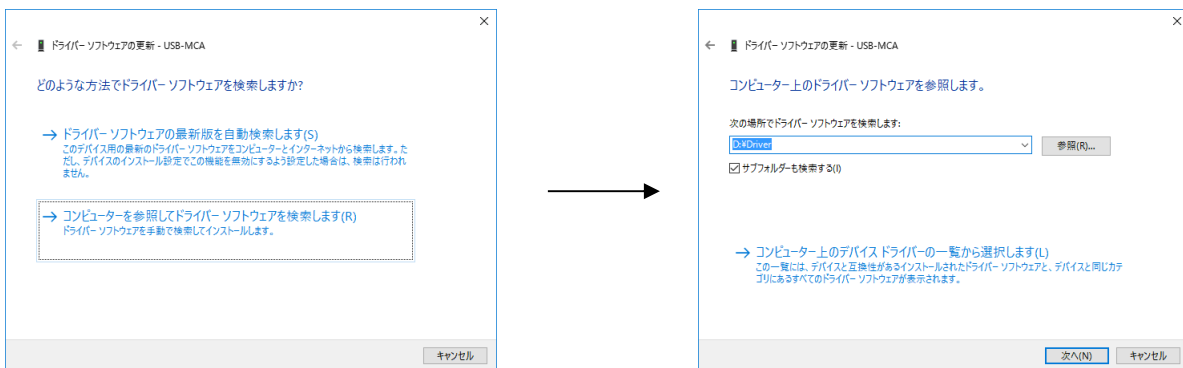 ドライバー ソフトウェアの更新 - USB-MCA
どのような方法でドライバー ソフトウェアを検索しますか?
ドライバー ソフトウェアの最新版を自動検索します(S)
このデバイス用の最新のドライバー ソフトウェアをコンピューターとインターネットから検索します。た
だし、デバイスのインストール設定でこの機能を無効にするよう設定した場合は、検索は行われ
ません。
コンピューターを参照してドライバー ソフトウェアを検索します(R)
ドライバー ソフトウェアを手動で検索してインストールします。
キャンセル
ドライバー ソフトウェアの更新 - USB-MCA
コンピューター上のドライバー ソフトウェアを参照します。
次の場所でドライバー ソフトウェアを検索します:
D:¥Driver
参照(R)...
サブフォルダーも検索する(I)
コンピューター上のデバイス ドライバーの一覧から選択します(L)
この一覧には、デバイスと互換性があるインストールされたドライバー ソフトウェアと、デバイスと同じカテ
ゴリにあるすべてのドライバー ソフトウェアが表示されます。
次へ(N)
キャンセル